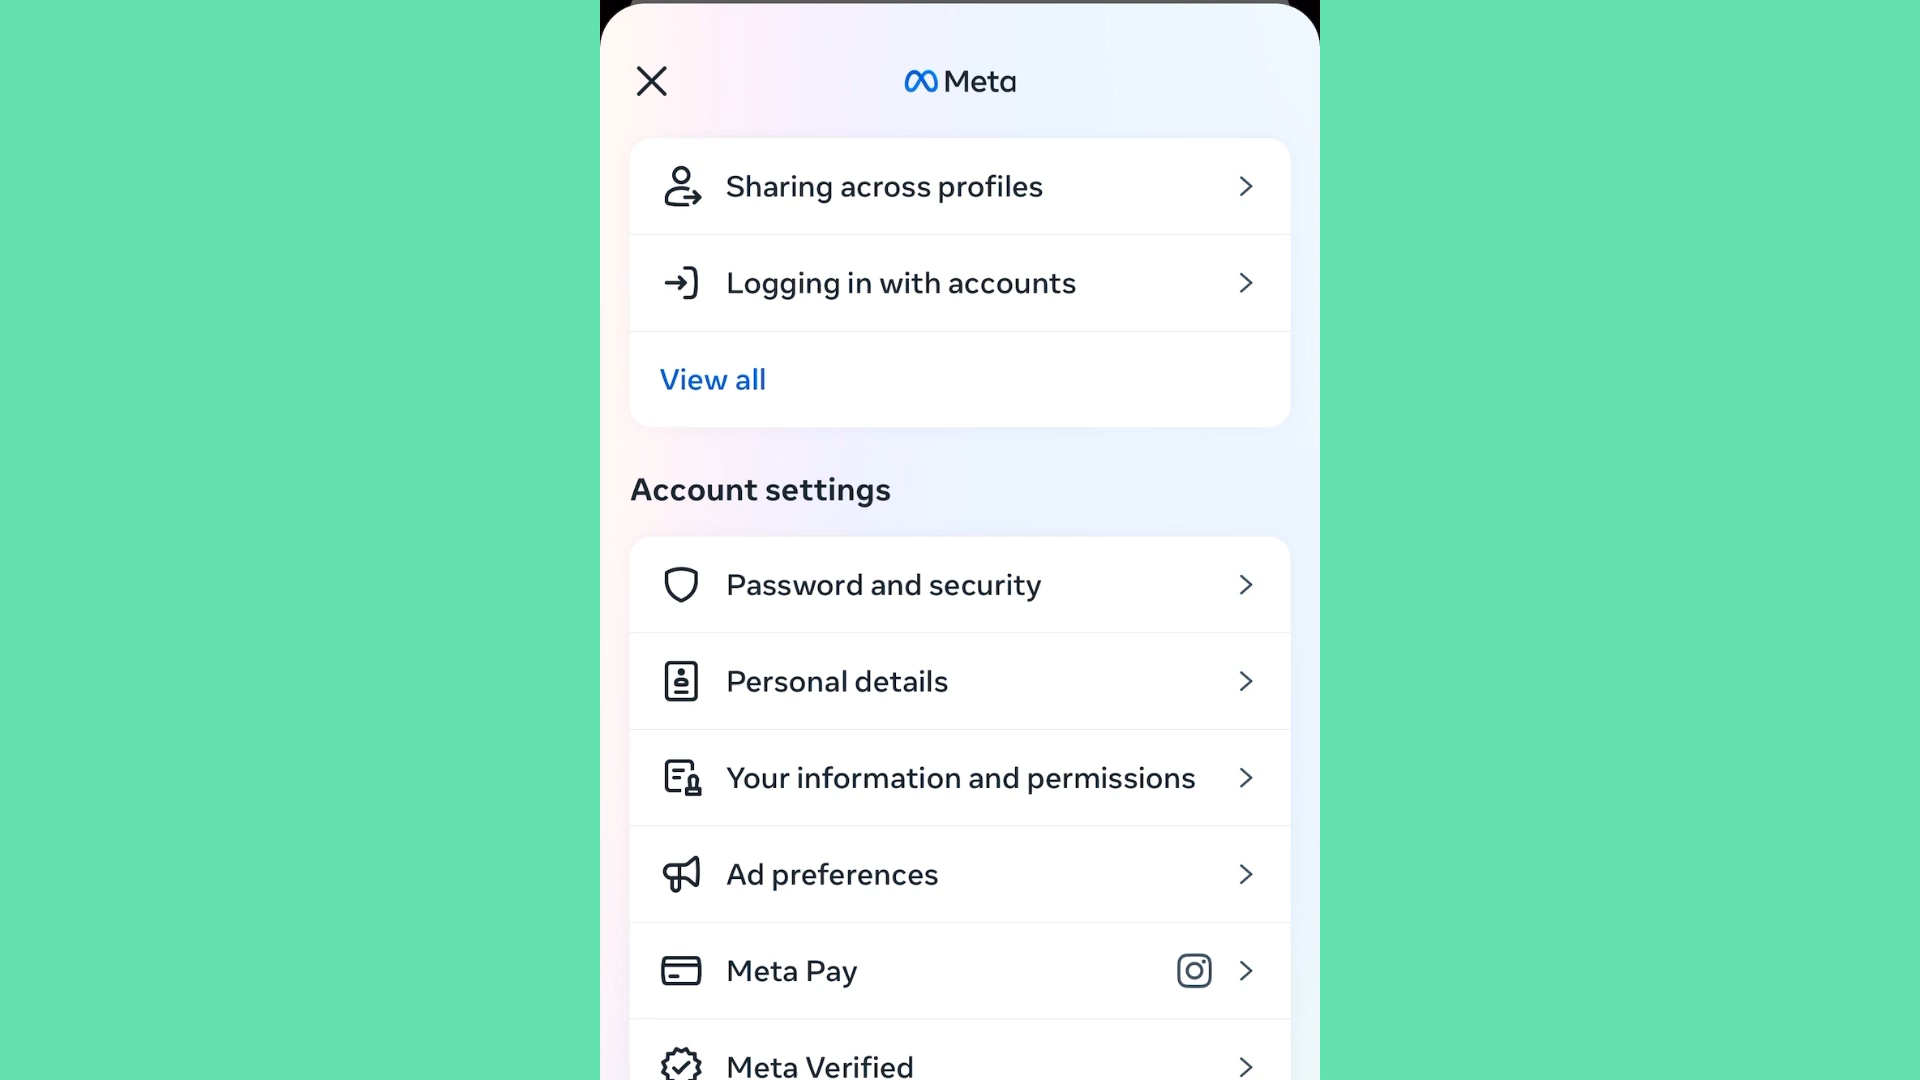 Meta
Sharing across profiles
Logging in with accounts
View all
Account settings
Password and security
Personal details
Your information and permissions
Ad preferences
Meta Pay
Meta Verified